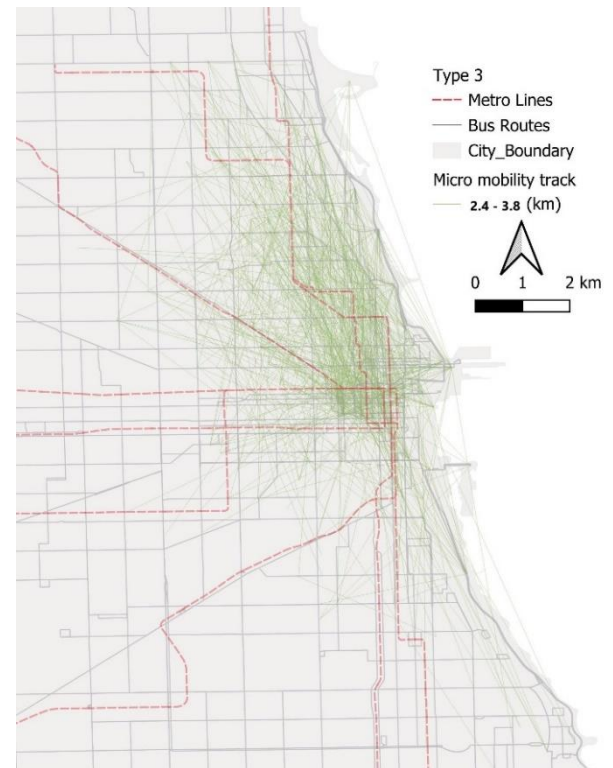 Type 3
Metro Lines
Bus Routes
City_Boundary
Micro mobility track
2.4 - 3.8 (km)
0 1 2 km